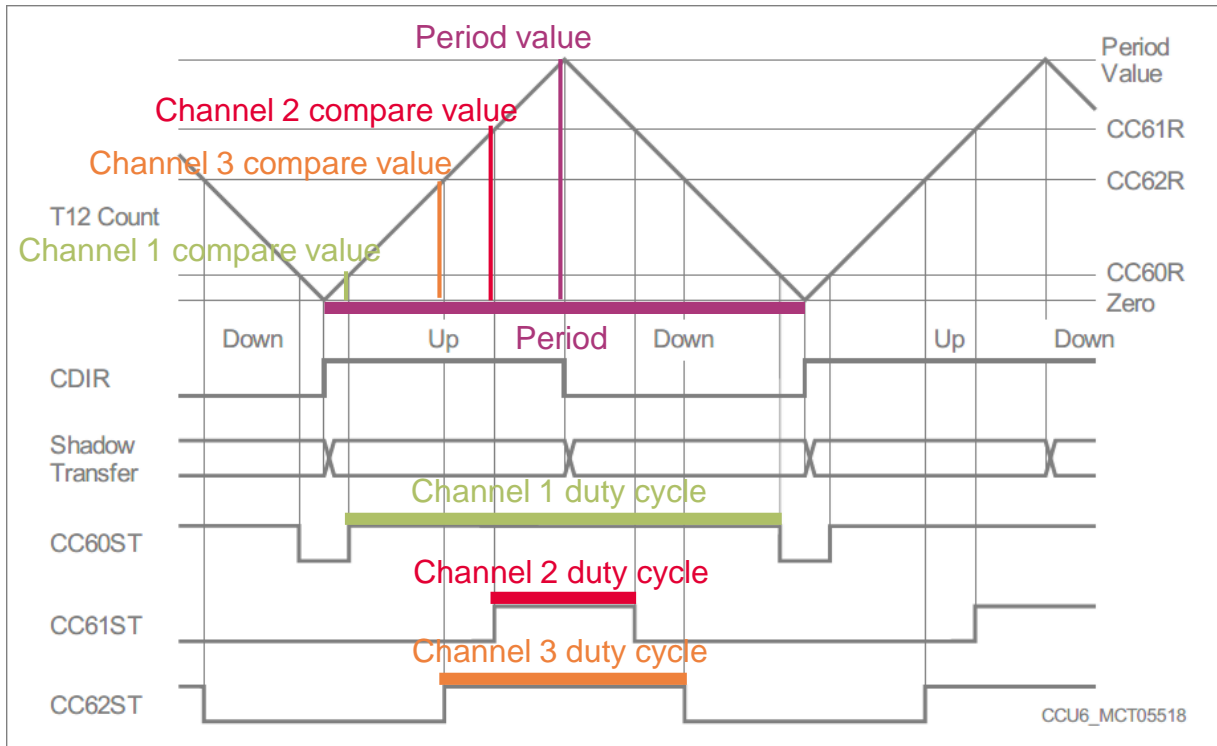 Period value
Period
Value
Channel 2 compare value
CC61R
Channel 3 compare value
CC62R
T12 Count
Channel 1 compare value
CC60R
Zero
Down
Up
Period
Down
Up
Down
CDIR
Shadow
Transfer
Channel 1 duty cycle
CC60ST
Channel 2 duty cycle
CC61ST
Channel 3 duty cycle
CC62ST
CCU6_MCT05518